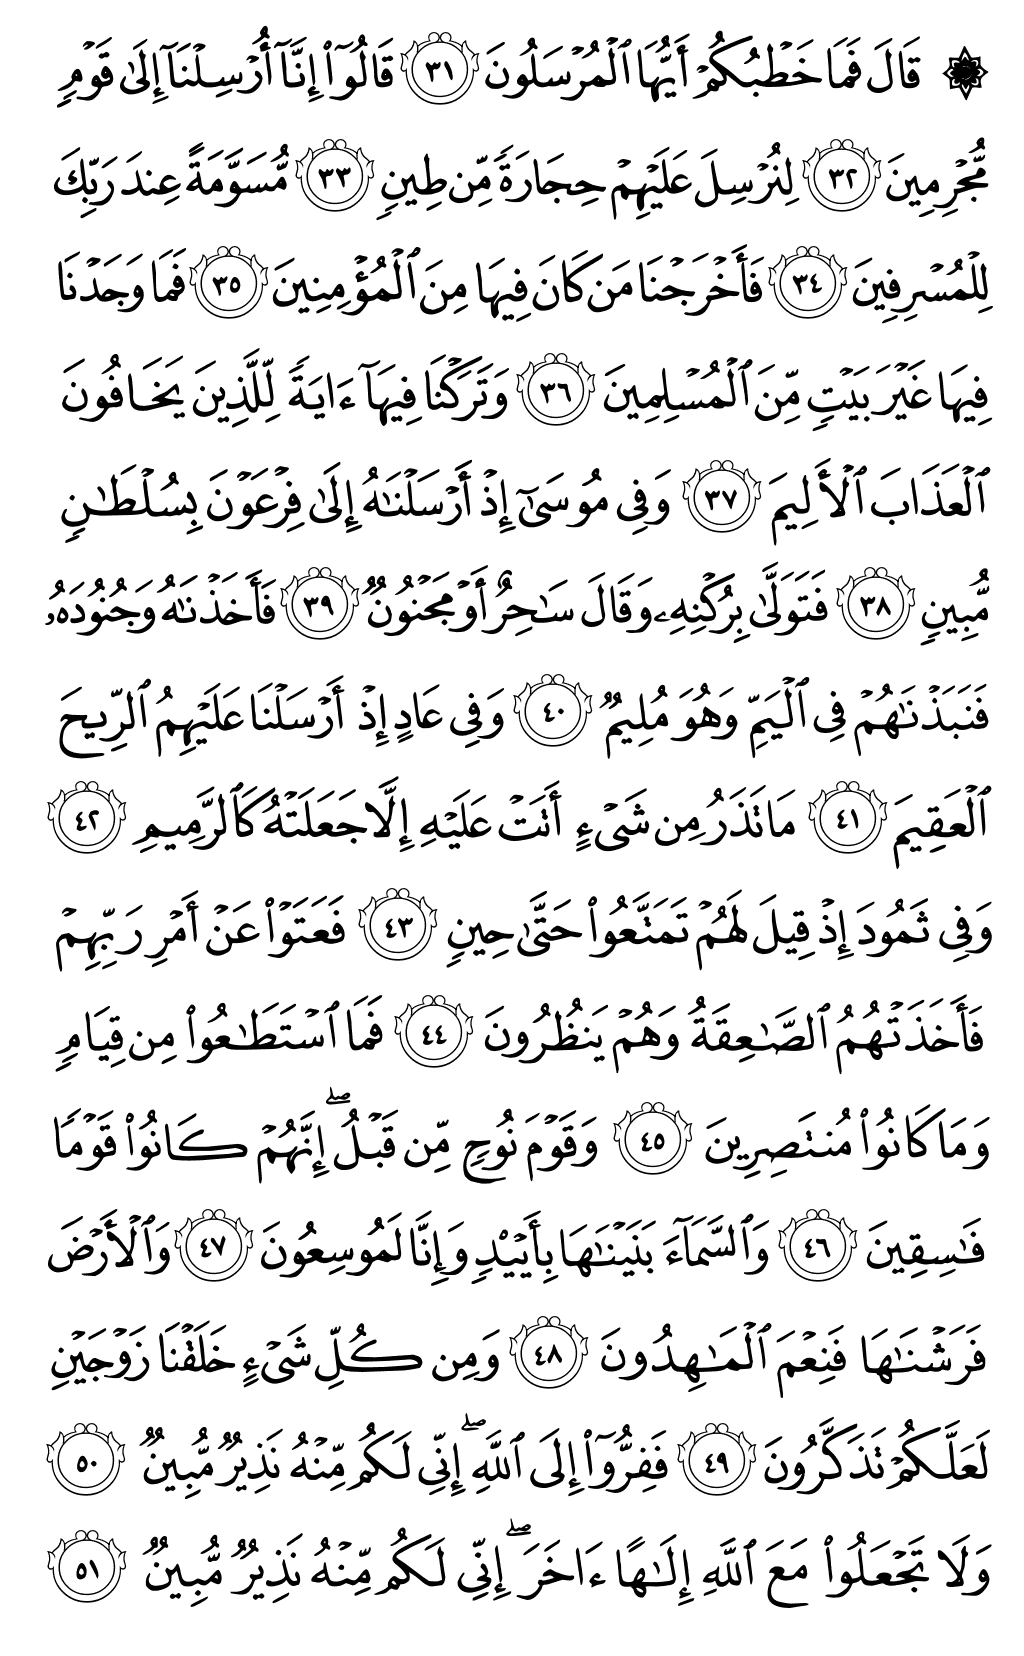 ۞ قَالَ فَمَا خَطۡبُكُمۡ أَيُّهَا ٱلۡمُرۡسَلُونَ ٣١ قَالُوٓاْ إِنَّآ أُرۡسِلۡنَآ إِلَىٰ قَوۡمٖ
مُّجۡرِمِينَ ٣٢ لِنُرۡسِلَ عَلَيۡهِمۡ حِجَارَةٗ مِّن طِينٖ ٣٣ مُّسَوَّمَةً عِندَ رَبِّكَ
لِلۡمُسۡرِفِينَ ٣٤ فَأَخۡرَجۡنَا مَن كَانَ فِيهَا مِنَ ٱلۡمُؤۡمِنِينَ ٣٥ فَمَا وَجَدۡنَا
فِيهَا غَيۡرَ بَيۡتٖ مِّنَ ٱلۡمُسۡلِمِينَ ٣٦ وَتَرَكۡنَا فِيهَآ ءَايَةٗ لِّلَّذِينَ يَخَافُونَ
ٱلۡعَذَابَ ٱلۡأَلِيمَ ٣٧ وَفِي مُوسَىٰٓ إِذۡ أَرۡسَلۡنَٰهُ إِلَىٰ فِرۡعَوۡنَ بِسُلۡطَٰنٖ
مُّبِينٖ ٣٨ فَتَوَلَّىٰ بِرُكۡنِهِۦ وَقَالَ سَٰحِرٌ أَوۡ مَجۡنُونٞ ٣٩ فَأَخَذۡنَٰهُ وَجُنُودَهُۥ
فَنَبَذۡنَٰهُمۡ فِي ٱلۡيَمِّ وَهُوَ مُلِيمٞ ٤٠ وَفِي عَادٍ إِذۡ أَرۡسَلۡنَا عَلَيۡهِمُ ٱلرِّيحَ
ٱلۡعَقِيمَ ٤١ مَا تَذَرُ مِن شَيۡءٍ أَتَتۡ عَلَيۡهِ إِلَّا جَعَلَتۡهُ كَٱلرَّمِيمِ ٤٢
وَفِي ثَمُودَ إِذۡ قِيلَ لَهُمۡ تَمَتَّعُواْ حَتَّىٰ حِينٖ ٤٣ فَعَتَوۡاْ عَنۡ أَمۡرِ رَبِّهِمۡ
فَأَخَذَتۡهُمُ ٱلصَّٰعِقَةُ وَهُمۡ يَنظُرُونَ ٤٤ فَمَا ٱسۡتَطَٰعُواْ مِن قِيَامٖ
وَمَا كَانُواْ مُنتَصِرِينَ ٤٥ وَقَوۡمَ نُوحٖ مِّن قَبۡلُۖ إِنَّهُمۡ كَانُواْ قَوۡمٗا
فَٰسِقِينَ ٤٦ وَٱلسَّمَآءَ بَنَيۡنَٰهَا بِأَيۡيْدٖ وَإِنَّا لَمُوسِعُونَ ٤٧ وَٱلۡأَرۡضَ
فَرَشۡنَٰهَا فَنِعۡمَ ٱلۡمَٰهِدُونَ ٤٨ وَمِن كُلِّ شَيۡءٍ خَلَقۡنَا زَوۡجَيۡنِ
لَعَلَّكُمۡ تَذَكَّرُونَ ٤٩ فَفِرُّوٓاْ إِلَى ٱللَّهِۖ إِنِّي لَكُم مِّنۡهُ نَذِيرٞ مُّبِينٞ ٥٠
وَلَا تَجۡعَلُواْ مَعَ ٱللَّهِ إِلَٰهًا ءَاخَرَۖ إِنِّي لَكُم مِّنۡهُ نَذِيرٞ مُّبِينٞ ٥١